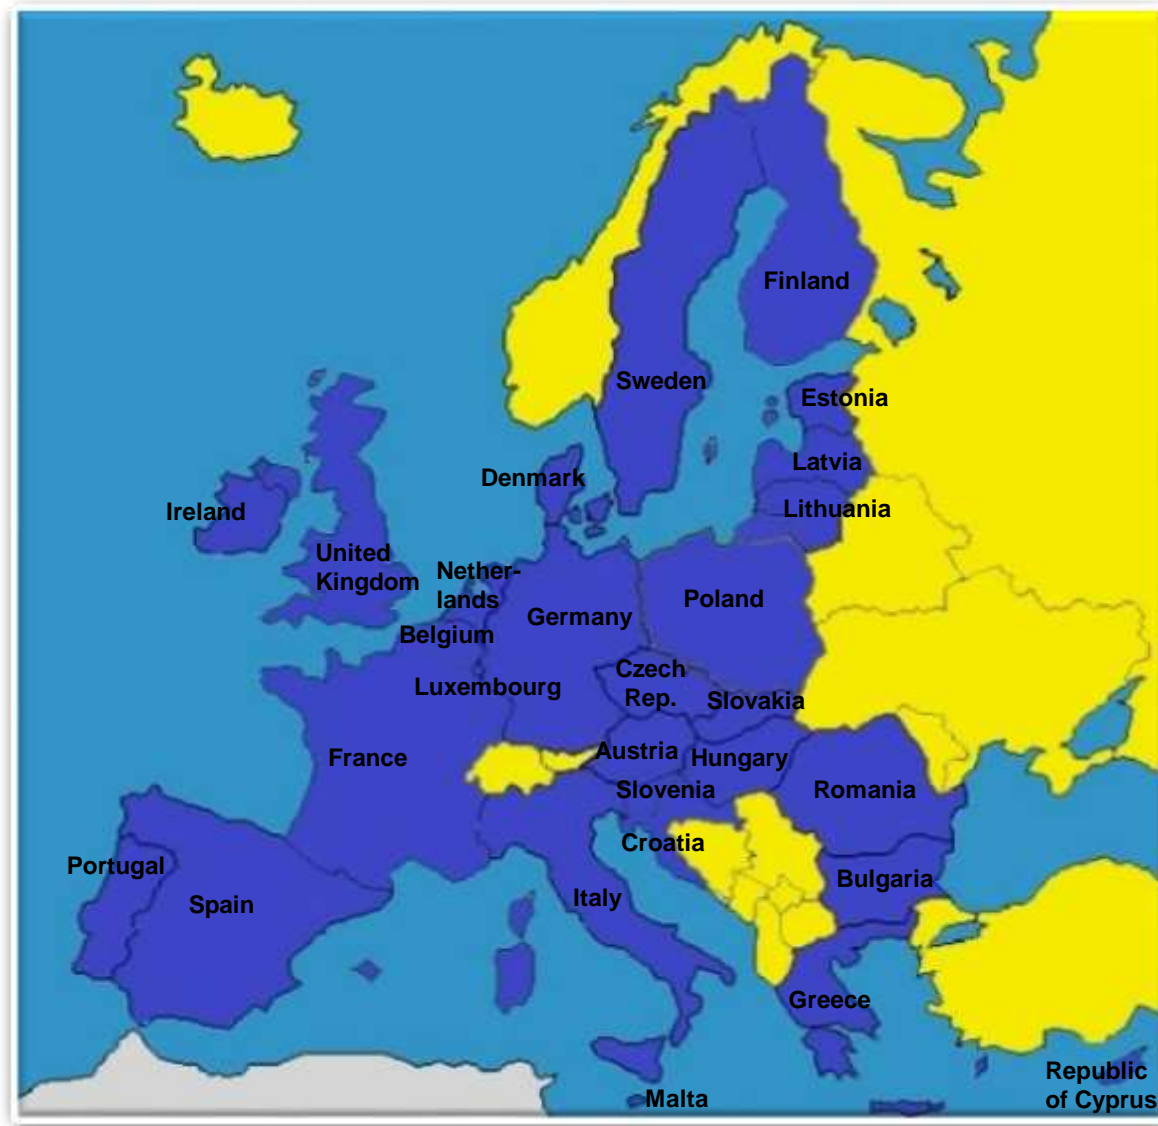 Finland
Sweden
Estonia
Latvia
Denmark
Lithuania
Ireland
United
Kingdom
Nether-
lands
Poland
Germany
Belgium
Czech
Rep.
Luxembourg
Slovakia
Austria
France
Hungary
Slovenia
Romania
Croatia
Portugal
Bulgaria
Italy
Spain
Greece
Republic
of Cyprus
Malta